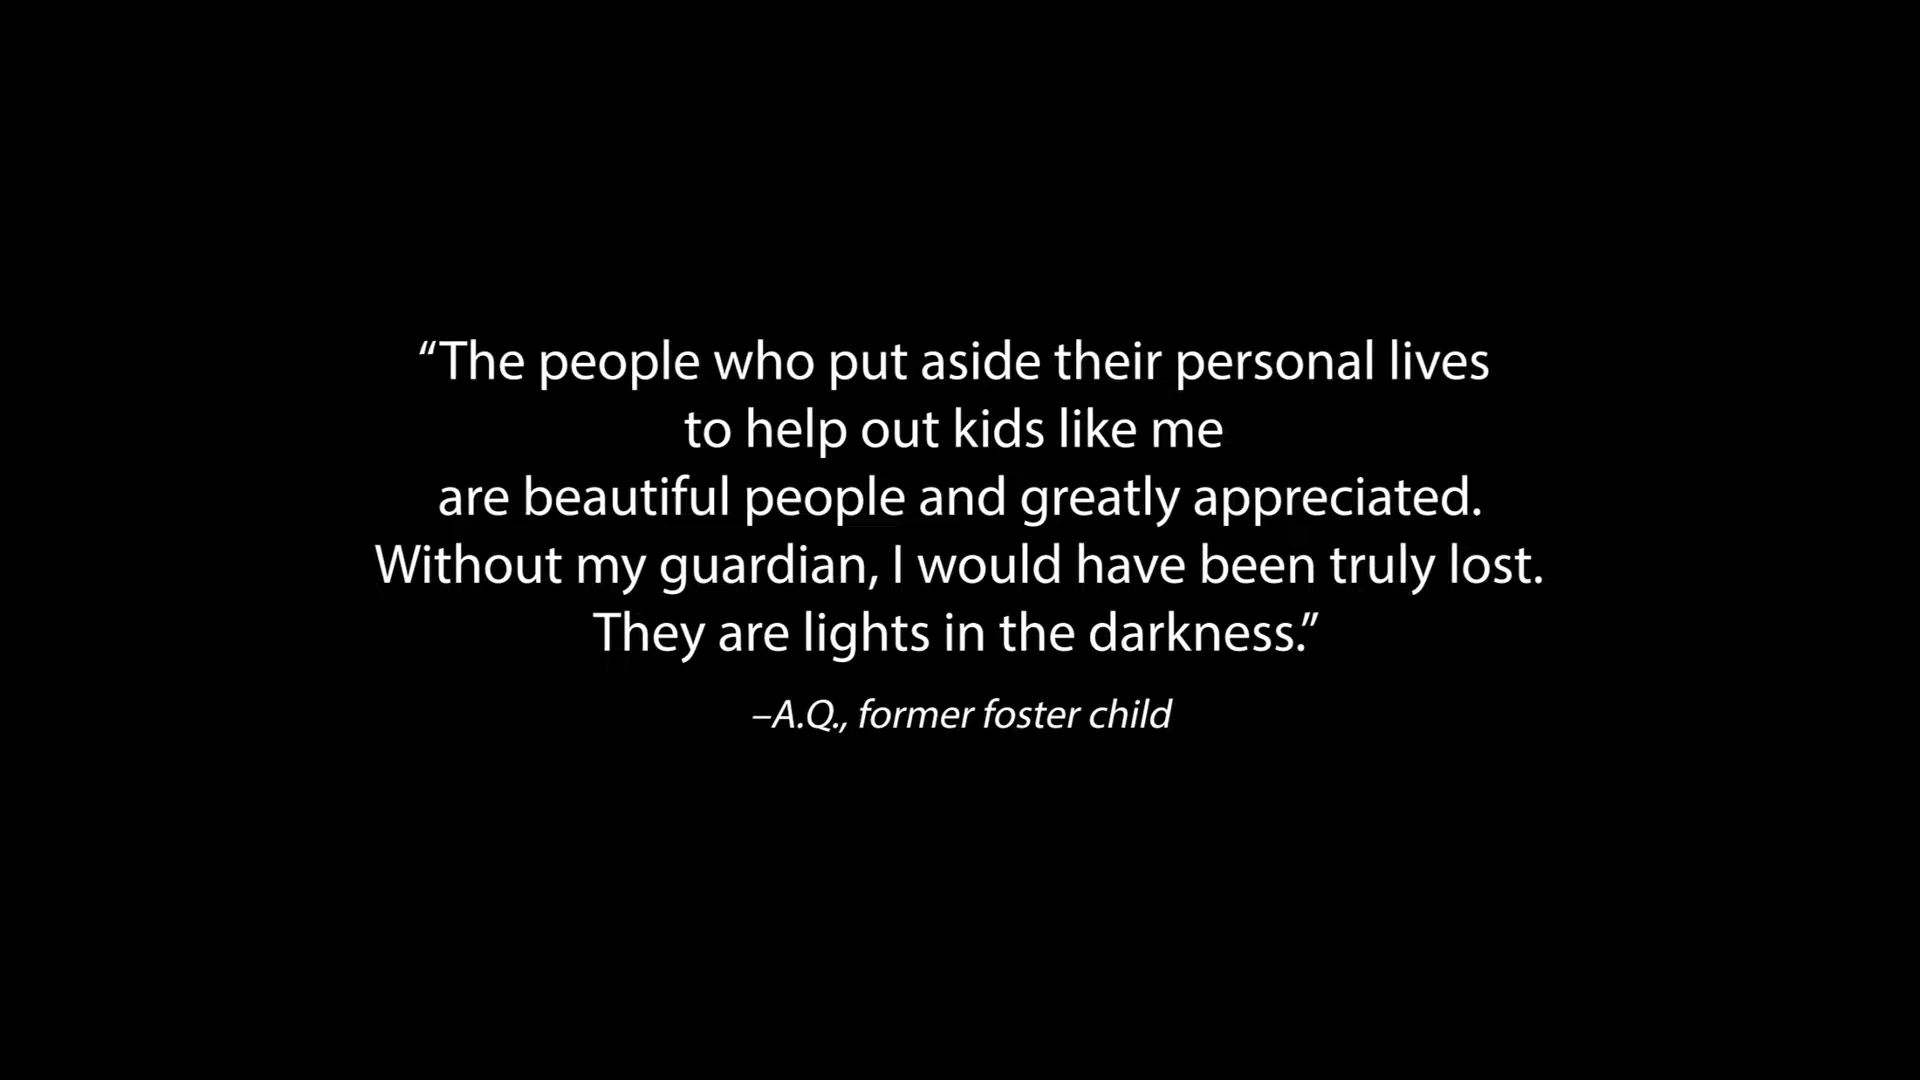 “The people who put aside their personal lives
to help out kids like me
are beautiful people and greatly appreciated.
Without my guardian, I would have been truly lost.
They are lights in the darkness.”
–A.Q., former foster child